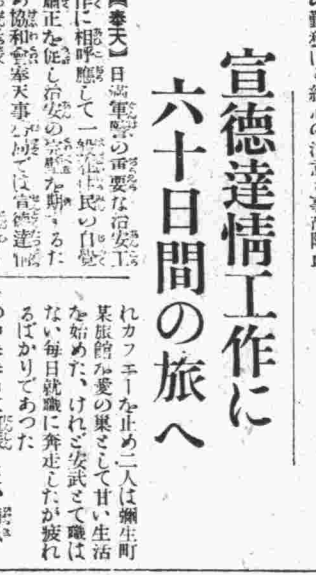 宣德達情工作に
六十日間の旅へ
【奉天】日滿軍警の重要な治安工
作に相呼應して一般住民の自覺
肅正を促し治安の完璧を期するた
め協和會奉天事務局では宣德達情
れカフエーを止め二人は彌生町
某旅館を愛の巢として甘い生活
を始めた、けれど安武とて職は
ない毎日就職に奔走したが疲れ
るばかりであつた